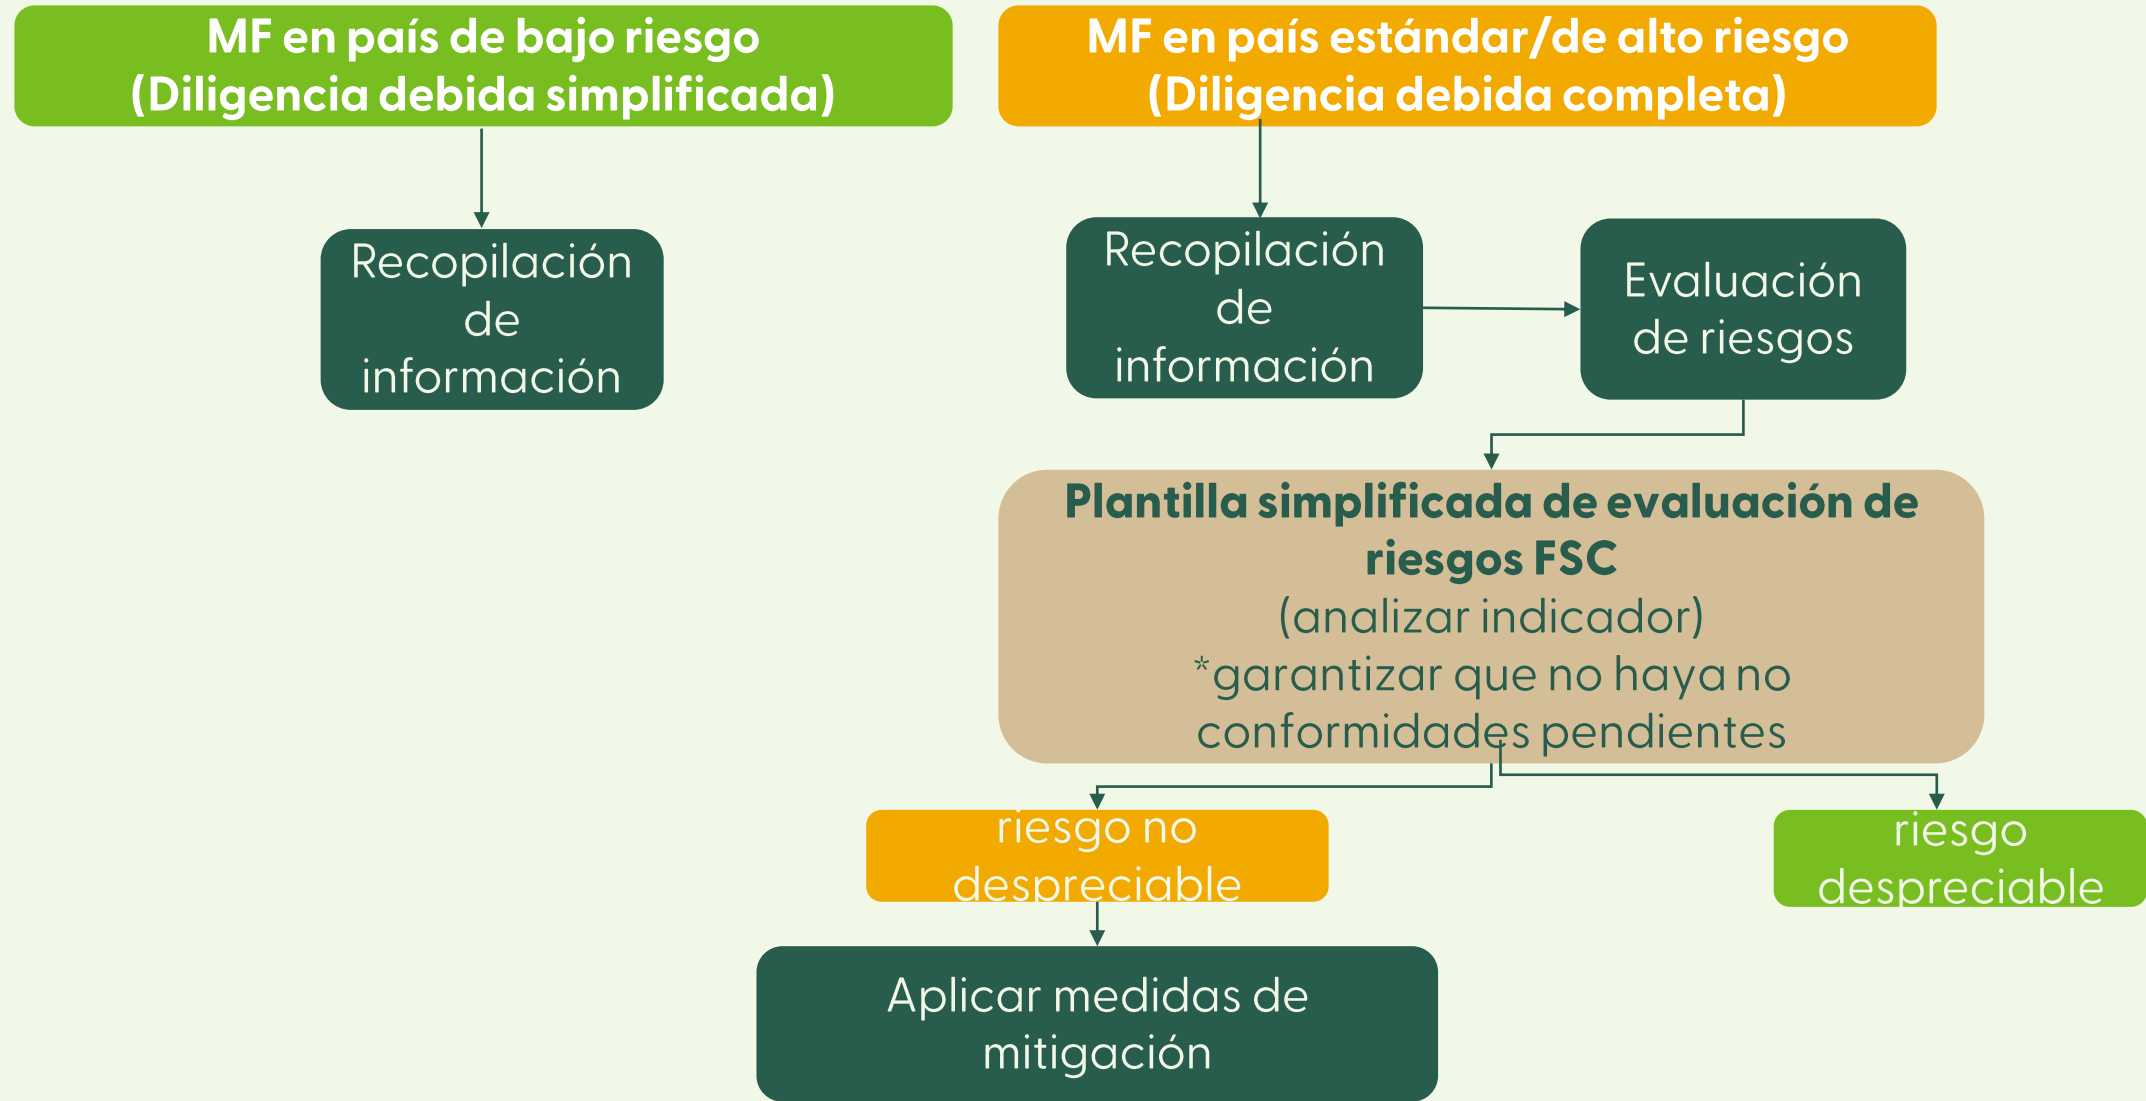 MF en país de bajo riesgo
(Diligencia debida simplificada)
MF en país estándar/de alto riesgo
(Diligencia debida completa)
Recopilación
de
información
Recopilación
de
información
Evaluación
de riesgos
Plantilla simplificada de evaluación de
riesgos FSC
(analizar indicador)
*garantizar que no haya no
conformidades pendientes
riesgo no
despreciable
riesgo
despreciable
Aplicar medidas de
mitigación